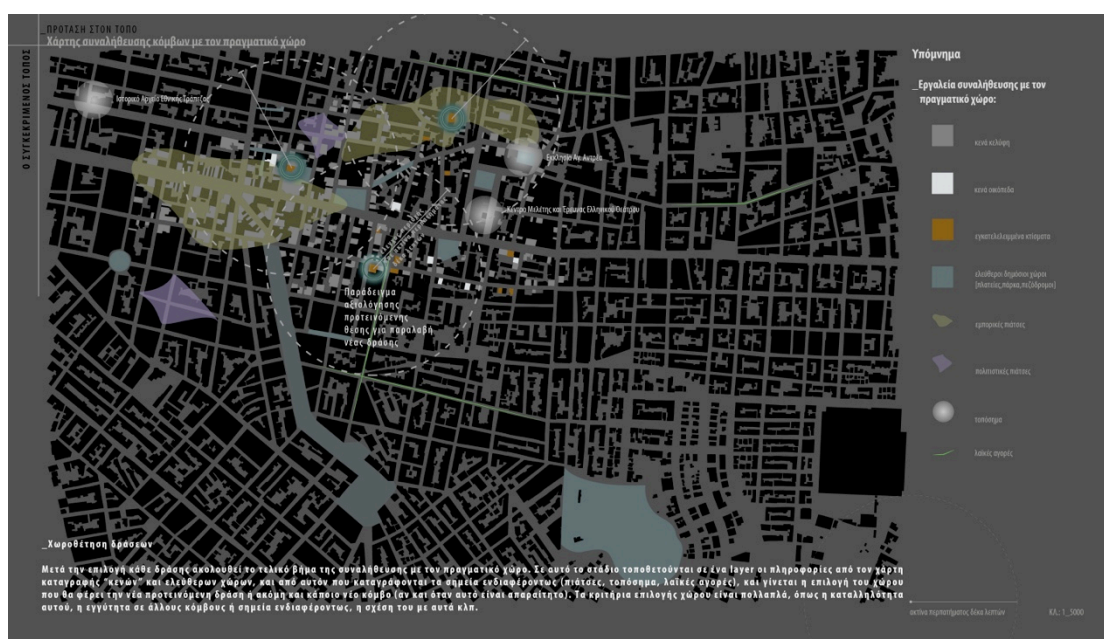 _ΠΡΟΤΑΣΗ ΣΤΟΝ ΤΟΠΟ
Χάρτης συναλήθευσης κόμβων με τον πραγματικό χώρο
Ο ΣΥΓΚΕΚΡΙΜΕΝΟΣ ΤΟΠΟΣ
Ιστορικό Αρχείο Εθνικής Τράπεζας
Εκκλησία Αγ. Αντρέα
Κέντρο Μελέτης και Έρευνας Ελληνικού Θεάτρου
Παράδειγμα
αξιολόγησης
προτεινόμενης
θέσης για παραλαβή
νέας δράσης
Υπόμνημα
_Εργαλεία συναλήθευσης με τον
πραγματικό χώρο:
κενά κελύφη
κενά οικόπεδα
εγκατελελειμμένα κτίσματα
ελεύθεροι δημόσιοι χώροι
(πλατείες,πάρκα,πεζόδρομοι)
εμπορικές πιάτσες
πολιτιστικές πιάτσες
τοπόσημα
λαϊκές αγορές
_Χωροθέτηση δράσεων
Μετά την επιλογή κάθε δράσης ακολουθεί το τελικό βήμα της συναλήθευσης με τον πραγματικό χώρο. Σε αυτό το στάδιο τοποθετούνται σε ένα layer οι πληροφορίες από τον χάρτη
καταγραφής "κενών" και ελεύθερων χώρων, και από αυτόν που καταγράφονται τα σημεία ενδιαφέροντως (πιάτσες, τοπόσημα, λαϊκές αγορές), και γίνεται η επιλογή του χώρου
που θα φέρει την νέα προτεινόμενη δράση ή ακόμη και κάποιο νέο κόμβο (αν και όταν αυτό είναι απαραίτητο). Τα κριτήρια επιλογής χώρου είναι πολλαπλά, όπως η καταλληλότητα
αυτού, η εγγύτητα σε άλλους κόμβους ή σημεία ενδιαφέροντως, η σχέση του με αυτά κλπ.
ακτίνα περπατήματος δέκα λεπτών
ΚΛ.: 1_5000